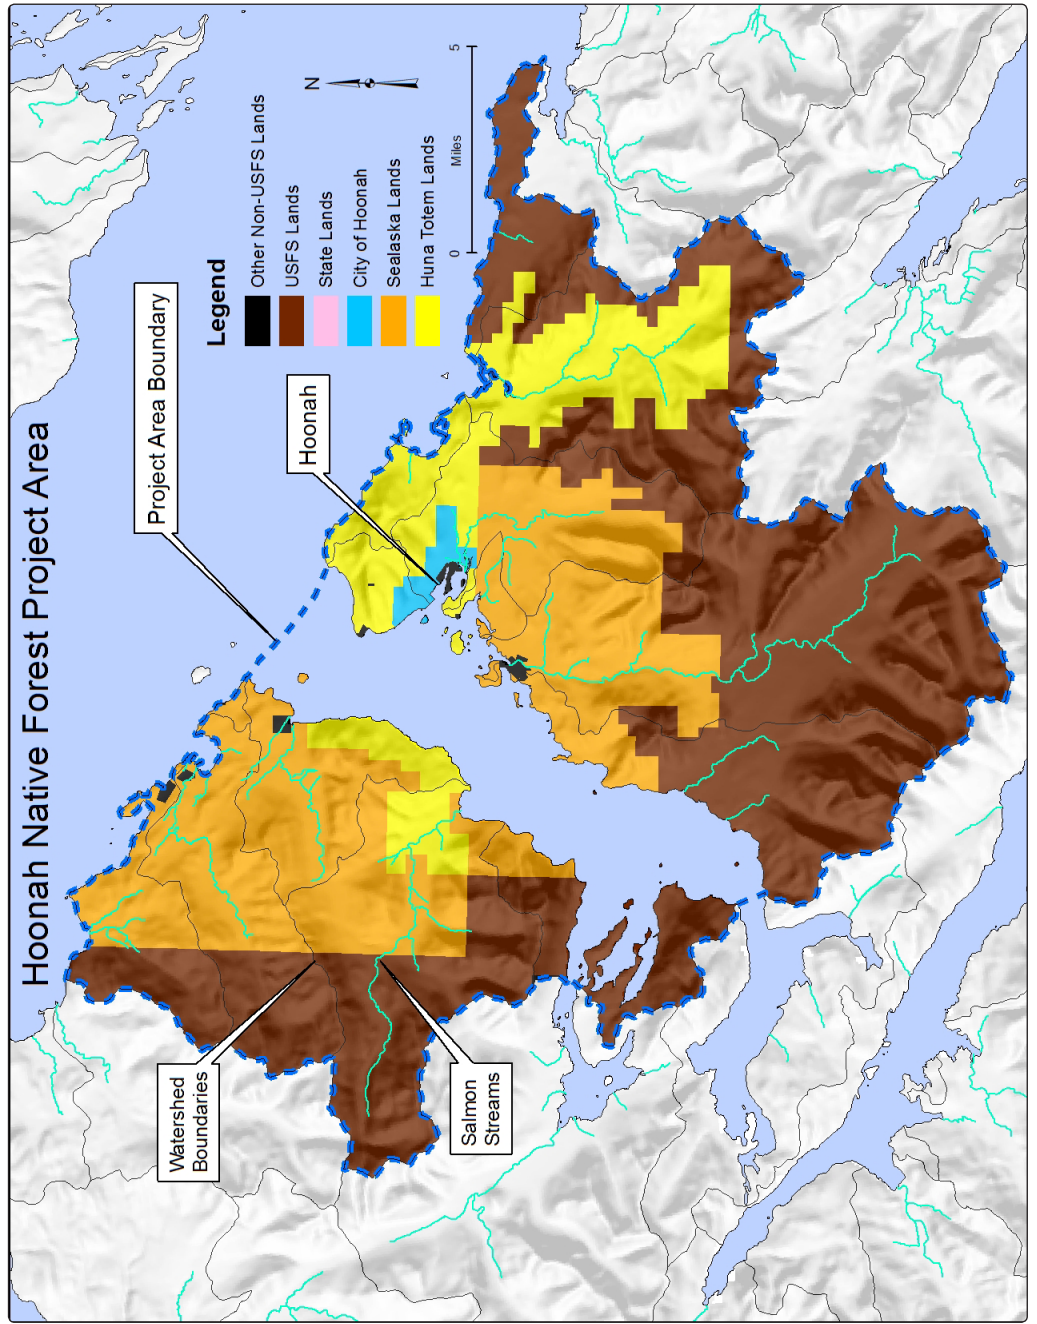 Hoonah Native Forest Project Area
Project Area Boundary
Hoonah
Watershed
Boundaries
Salmon
Streams
Legend
Other Non-USFS Lands
USFS Lands
State Lands
City of Hoonah
Sealaska Lands
Huna Totem Lands
N
0
Miles
5